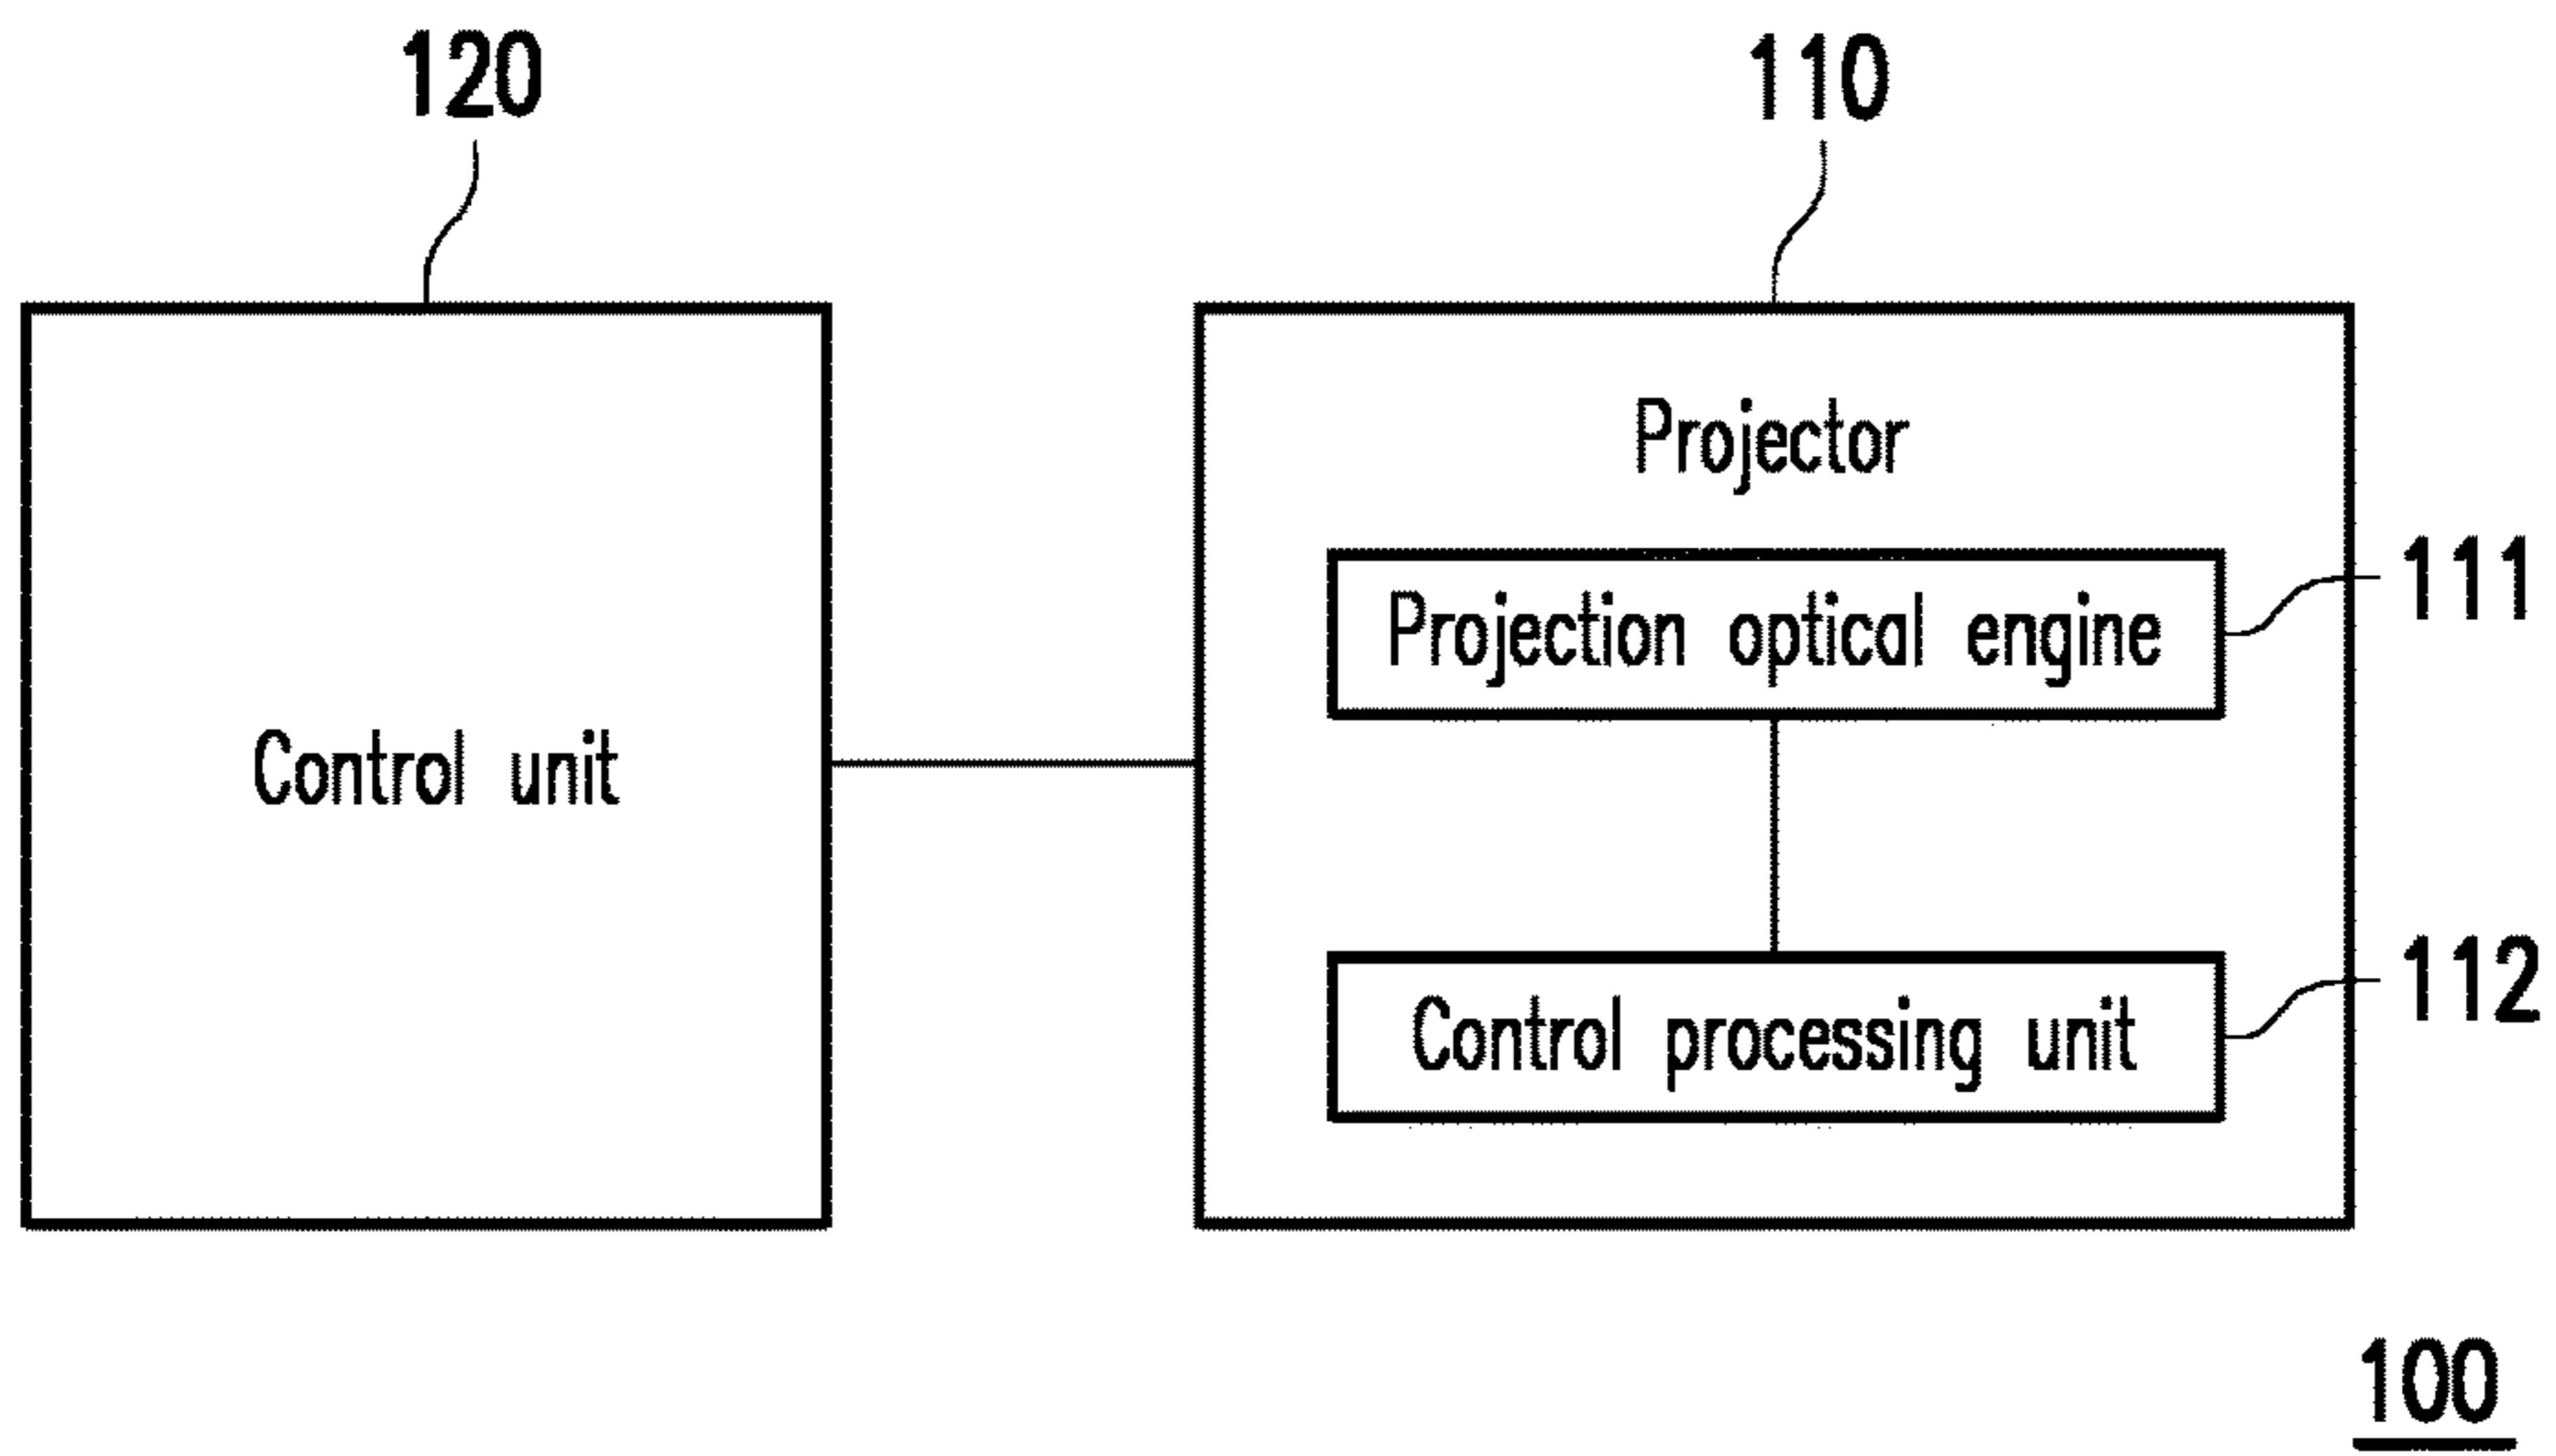 120
110
Projector
Projection optical engine
111
Control unit
112
Control processing unit
100